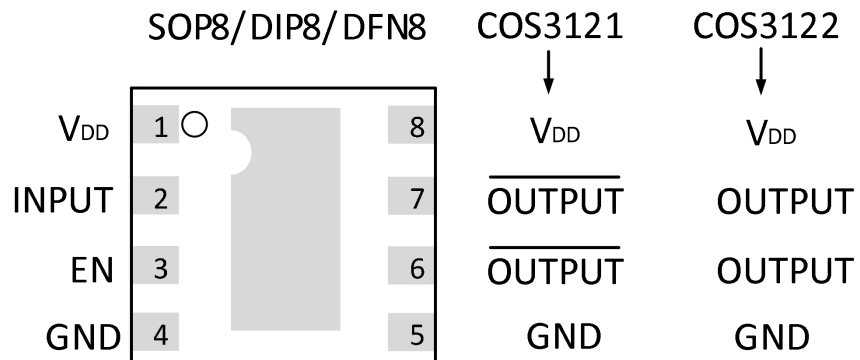 SOP8/DIP8/DFN8 COS3121 COS3122
VDD 1 8 VDD VDD
INPUT 2 7 OUTPUT OUTPUT
EN 3 6 OUTPUT OUTPUT
GND 4 5 GND GND